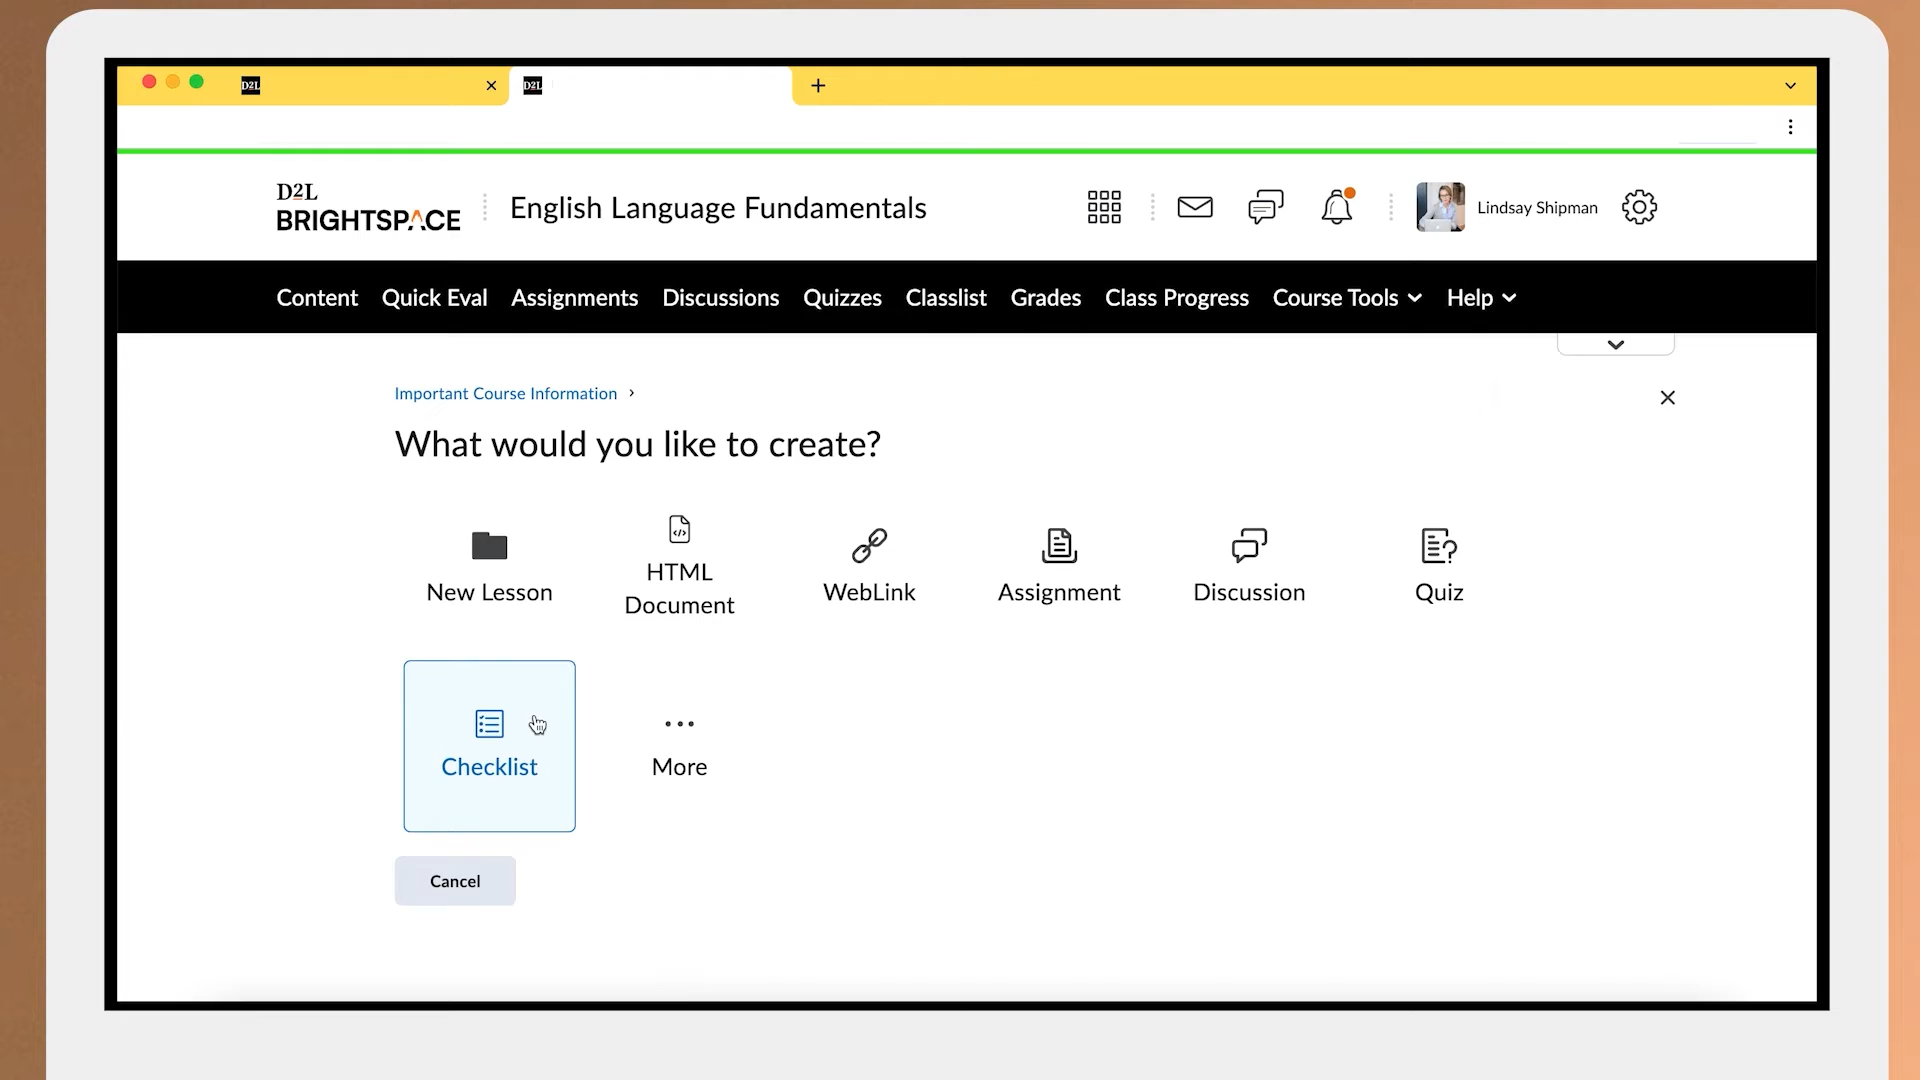 D2L
D2L
D2L
BRIGHTSPACE
English Language Fundamentals
Lindsay Shipman
Content Quick Eval Assignments Discussions Quizzes Classlist Grades Class Progress Course Tools Help
Important Course Information
What would you like to create?
New Lesson
HTML
Document
WebLink
Assignment
Discussion
Quiz
Checklist
More
Cancel